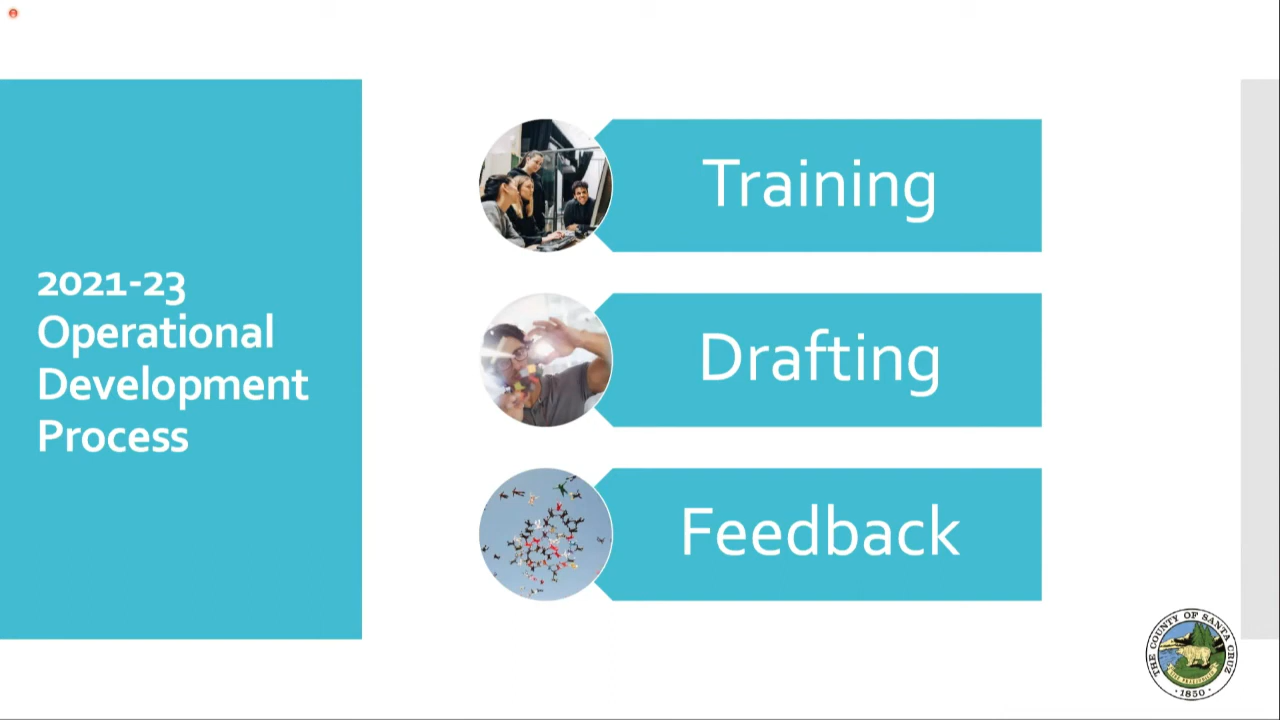 2021-23
Operational
Development
Process
Training
Drafting
Feedback
THE COUNTY OF SANTA CRUZ
1850